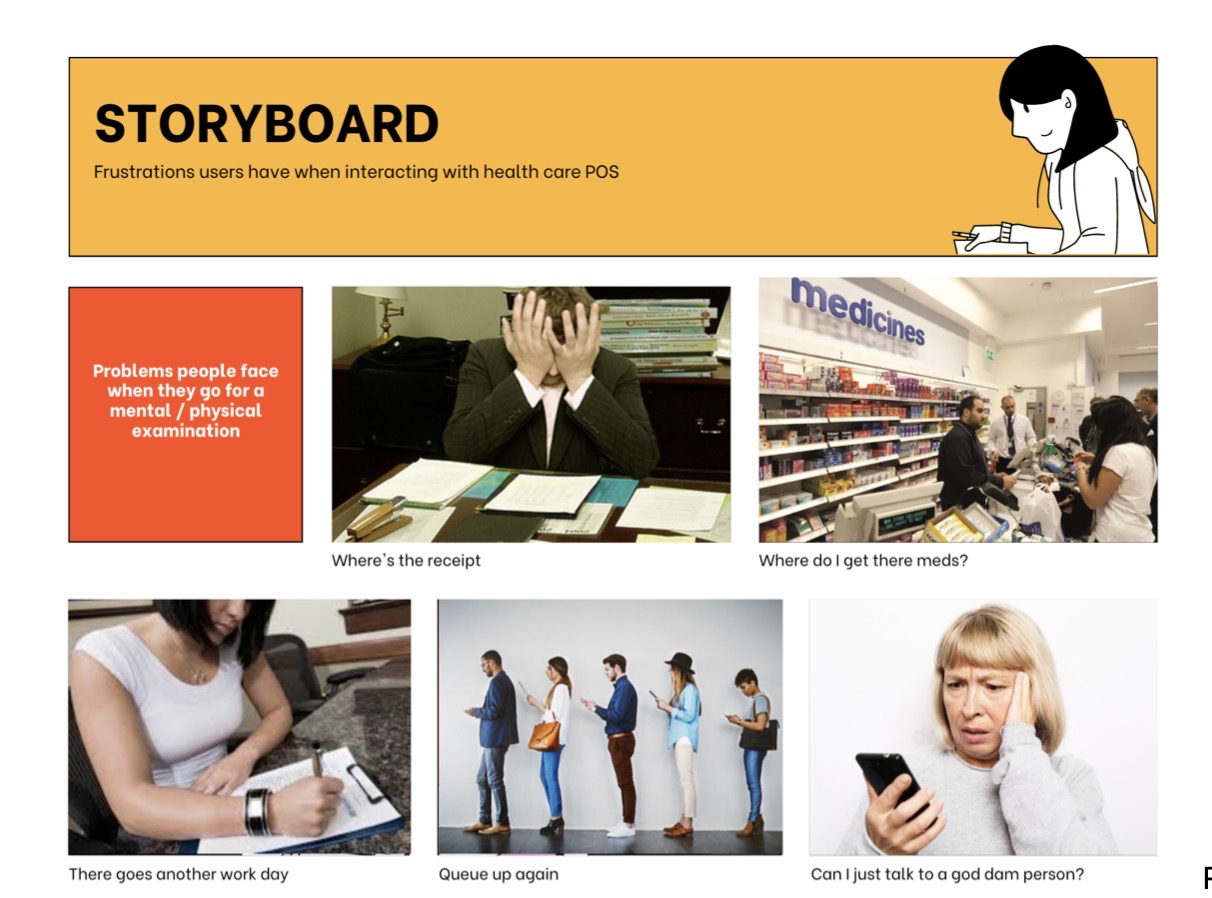 STORYBOARD
Frustrations users have when interacting with health care POS
Problems people face
when they go for a
mental / physical
examination
medicines
Where's the receipt
Where do I get there meds?
There goes another work day
Queue up again
Can I just talk to a god dam person?